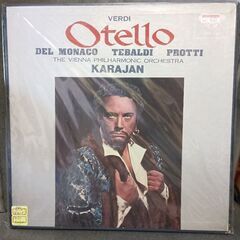 VERDI
Otello
DEL MONACO TEBALDI PROTTI
THE VIENNA PHILHARMONIC ORCHESTRA
KARAJAN